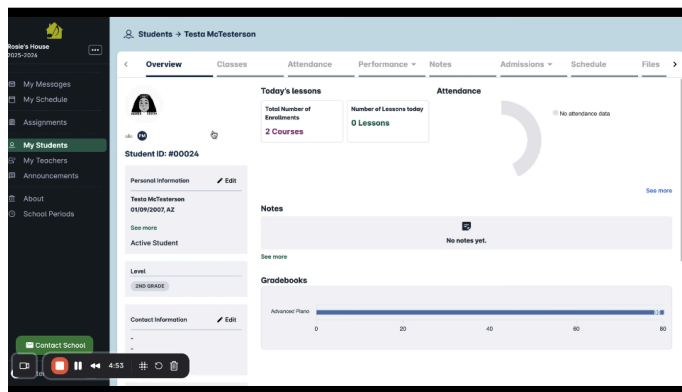 Rosie's House
2025-2026
My Messages
My Schedule
Assignments
My Students
My Teachers
Announcements
About
School Periods
Contact School
4:53
Students → Testa McTesterson
Overview
Classes
Attendance
Performance
Notes
Admissions
Schedule
Files
PM
Student ID: #00024
Personal Information
Edit
Testa McTesterson
01/09/2007, AZ
See more
Active Student
Level
2ND GRADE
Contact Information
Edit
-
-
Today's lessons
Total Number of
Enrollments
2 Courses
Number of Lessons today
0 Lessons
Attendance
No attendance data
See more
Notes
No notes yet.
See more
Gradebooks
Advanced Piano
0
20
40
60
80